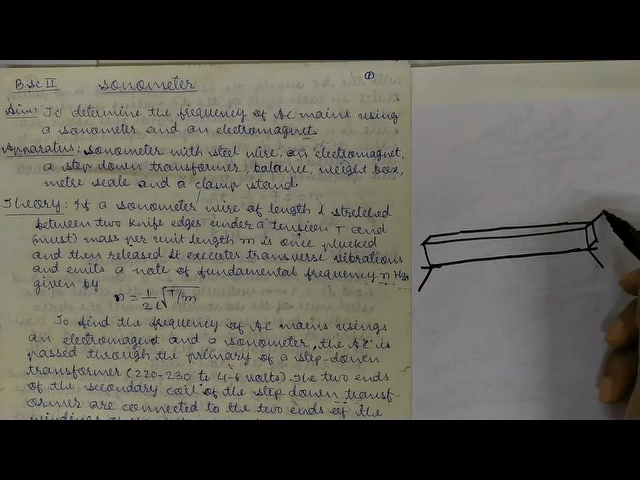 B.Sc II Sonometer ①
Aim: To determine the frequency of AC mains using
a sonometer and an electromagnet.
Apparatus: sonometer with steel wire, an electromagnet,
a step down transformer, balance, weight box,
metre scale and a clamp stand.
Theory: If a sonometer wire of length l stretched
between two knife edges under a tension T and
(must) mass per unit length m is once plucked
and then released it executes transverse vibrations
and emits a note of fundamental frequency n Hz
given by
n = 1/2l √T/m
To find the frequency of AC mains usings
an electromagend and a sonometer, the AC is
passed through the primary of a step-down
transformer (220-230 to 4-6 volts). The two ends
of the secondary coil of the step down transf-
ormer are connected to the two ends of the
windings of